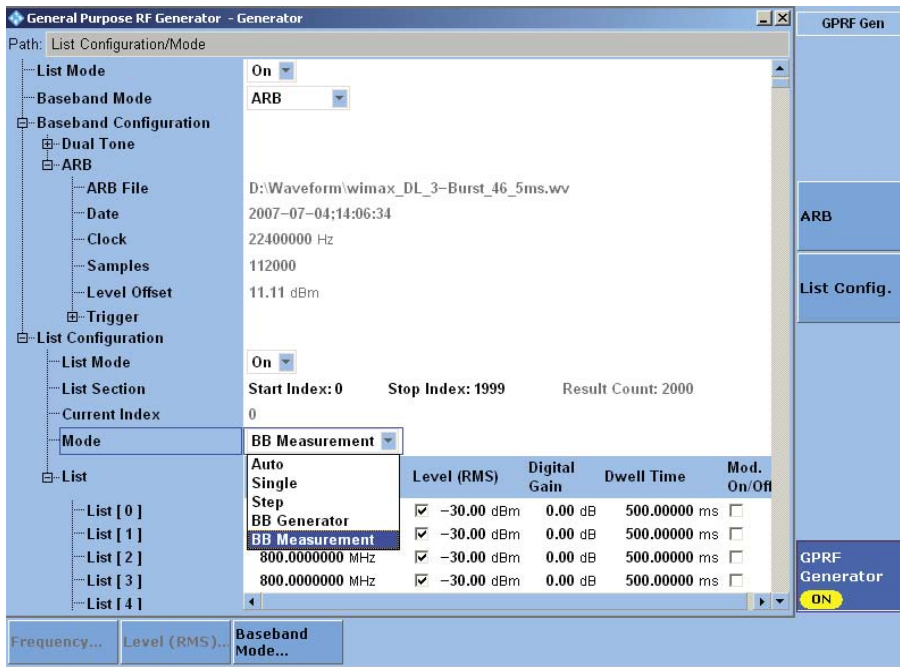 General Purpose RF Generator - Generator
GPRF Gen
Path: List Configuration/Mode
List Mode On
Baseband Mode ARB
Baseband Configuration
Dual Tone
ARB
ARB File D:\Waveform\wimax_DL_3-Burst_46_5ms.wv
Date 2007-07-04;14:06:34
Clock 22400000 Hz
Samples 112000
Level Offset 11.11 dBm
Trigger
List Configuration
List Mode On
List Section Start Index: 0 Stop Index: 1999 Result Count: 2000
Current Index 0
Mode BB Measurement
Auto
Single
Step
BB Generator
BB Measurement
List Level (RMS) Digital Gain Dwell Time Mod. On/Off
List [ 0 ] -30.00 dBm 0.00 dB 500.00000 ms
List [ 1 ] -30.00 dBm 0.00 dB 500.00000 ms
List [ 2 ] 800.0000000 MHz -30.00 dBm 0.00 dB 500.00000 ms
List [ 3 ] 800.0000000 MHz -30.00 dBm 0.00 dB 500.00000 ms
List [ 4 ]
ARB
List Config.
GPRF Generator
ON
Frequency...
Level (RMS)...
Baseband Mode...